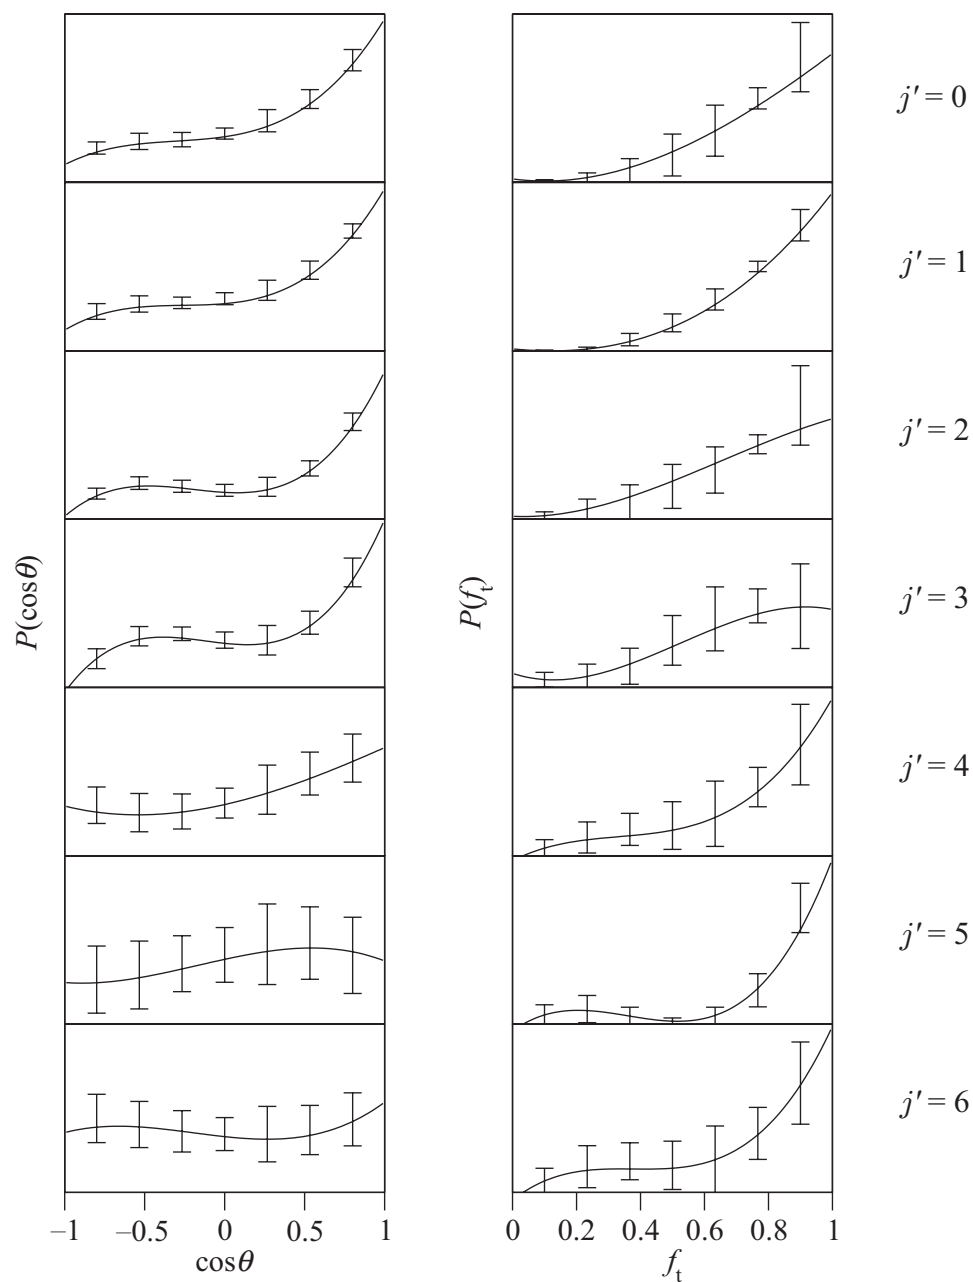 j′ = 0
j′ = 1
j′ = 2
j′ = 3
j′ = 4
j′ = 5
j′ = 6
P(cosθ)
P(fₜ)
−1 −0.5 0 0.5 1
cosθ
0 0.2 0.4 0.6 0.8 1
fₜ